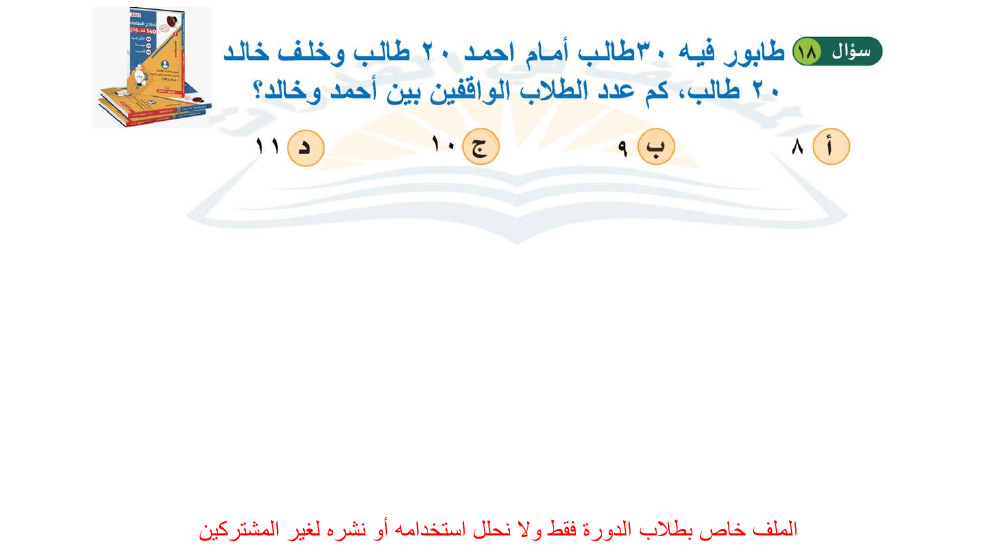 سؤال ١٨ طابور فيه ٣٠طالب أمام احمد ٢٠ طالب وخلف خالد
٢٠ طالب، كم عدد الطلاب الواقفين بين أحمد وخالد؟
أ ٨ ب ٩ ج ١٠ د ١١
الملف خاص بطلاب الدورة فقط ولا نحلل استخدامه أو نشره لغير المشتركين